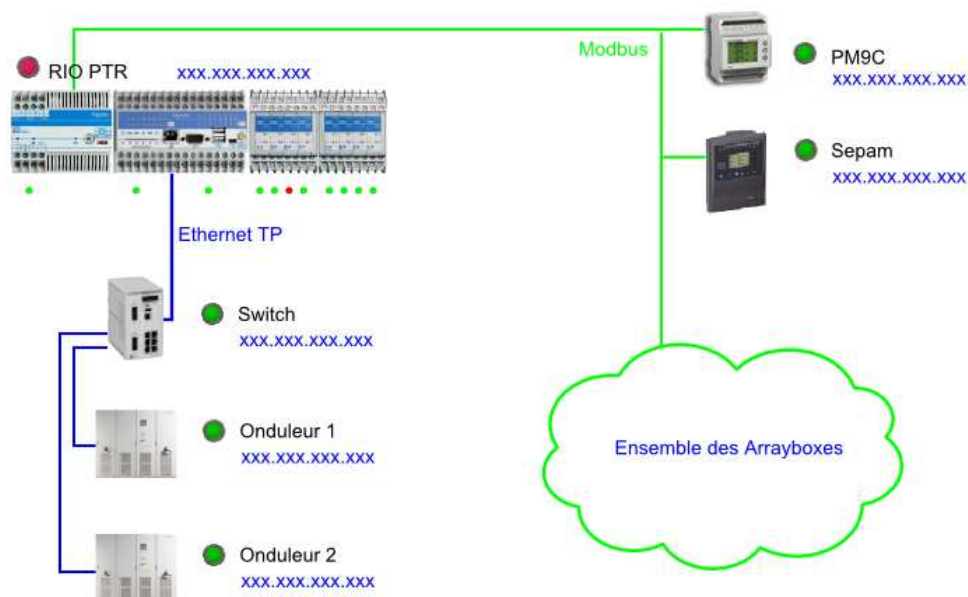 Modbus
PM9C
xxx.xxx.xxx.xxx
RIO PTR
xxx.xxx.xxx.xxx
Sepam
xxx.xxx.xxx.xxx
Ethernet TP
Switch
xxx.xxx.xxx.xxx
Onduleur 1
xxx.xxx.xxx.xxx
Ensemble des Arrayboxes
Onduleur 2
xxx.xxx.xxx.xxx